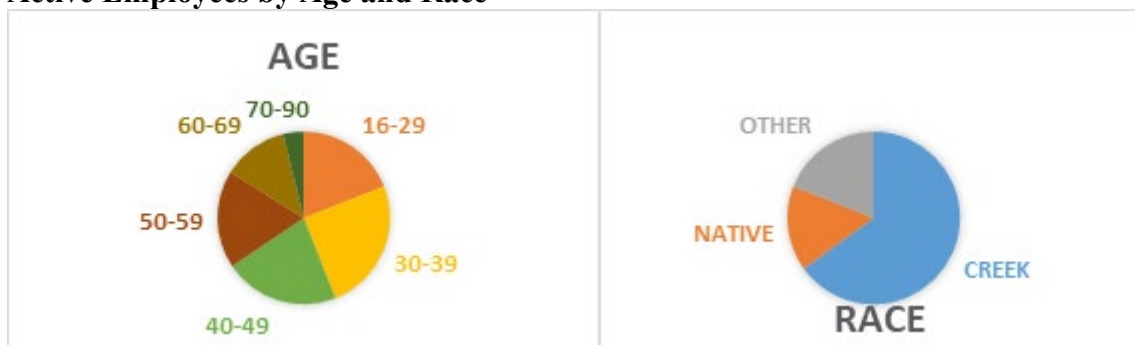 Active Employees by Age and Race
AGE
70-90
60-69
16-29
50-59
30-39
40-49
OTHER
NATIVE
CREEK
RACE